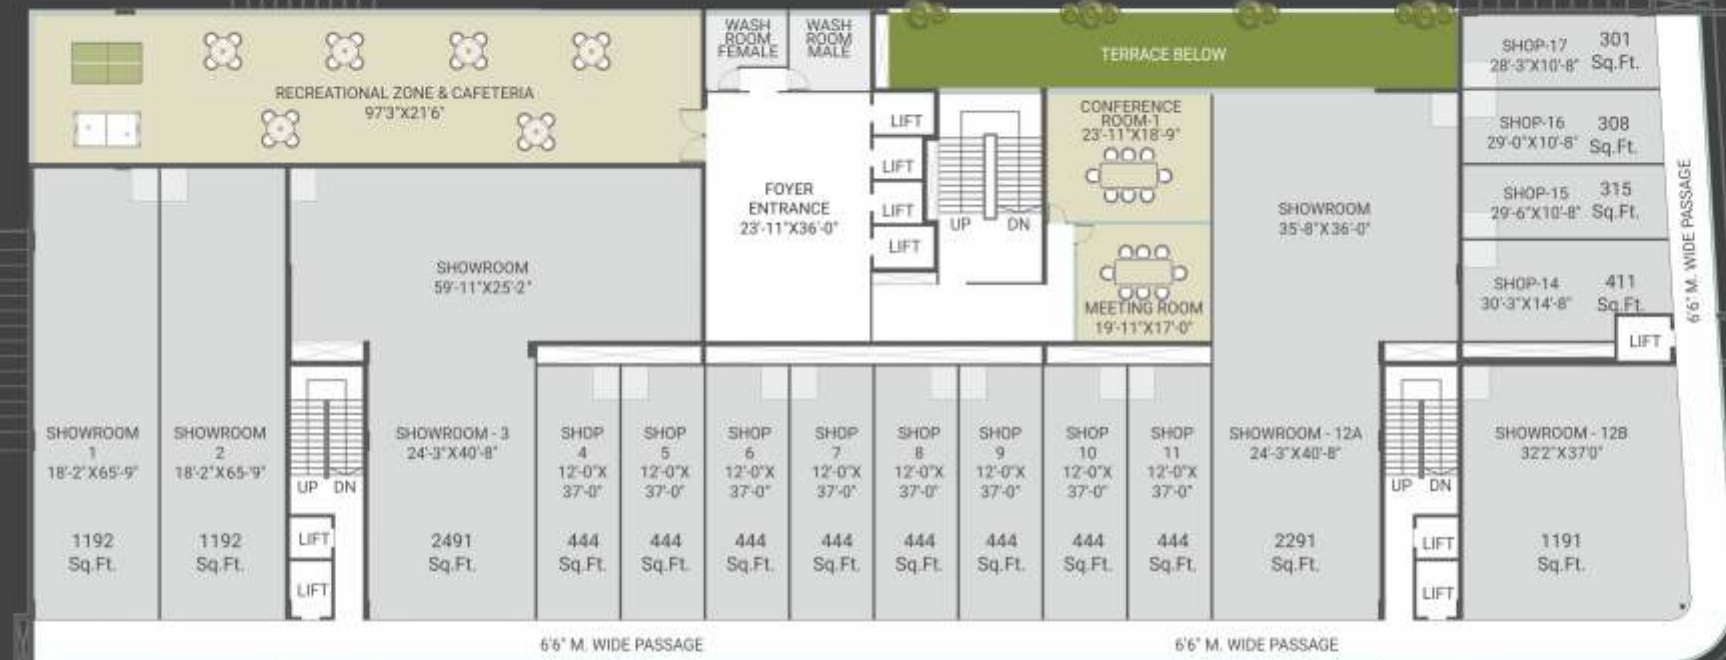 RECREATIONAL ZONE & CAFETERIA
97'3"X21'6"
WASH
ROOM
FEMALE
WASH
ROOM
MALE
TERRACE BELOW
SHOP-17
28'-3"X10'-8"
301
Sq.Ft.
SHOP-16
29'-0"X10'-8"
308
Sq.Ft.
SHOP-15
29'-6"X10'-8"
315
Sq.Ft.
SHOP-14
30'-3"X14'-8"
411
Sq.Ft.
LIFT
6'6" M. WIDE PASSAGE
FOYER
ENTRANCE
23'-11"X36'-0"
LIFT
LIFT
LIFT
LIFT
UP
DN
CONFERENCE
ROOM-1
23'-11"X18'-9"
MEETING ROOM
19'-11"X17'-0"
SHOWROOM
35'-8"X36'-0"
SHOWROOM
59'-11"X25'-2"
SHOWROOM
1
18'-2"X65'-9"
1192
Sq.Ft.
SHOWROOM
2
18'-2"X65'-9"
1192
Sq.Ft.
UP
DN
LIFT
LIFT
SHOWROOM - 3
24'-3"X40'-8"
2491
Sq.Ft.
SHOP
4
12'-0"X
37'-0"
444
Sq.Ft.
SHOP
5
12'-0"X
37'-0"
444
Sq.Ft.
SHOP
6
12'-0"X
37'-0"
444
Sq.Ft.
SHOP
7
12'-0"X
37'-0"
444
Sq.Ft.
SHOP
8
12'-0"X
37'-0"
444
Sq.Ft.
SHOP
9
12'-0"X
37'-0"
444
Sq.Ft.
SHOP
10
12'-0"X
37'-0"
444
Sq.Ft.
SHOP
11
12'-0"X
37'-0"
444
Sq.Ft.
SHOWROOM - 12A
24'-3"X40'-8"
2291
Sq.Ft.
UP
DN
LIFT
LIFT
SHOWROOM - 12B
32'2"X37'0"
1191
Sq.Ft.
6'6" M. WIDE PASSAGE
6'6" M. WIDE PASSAGE